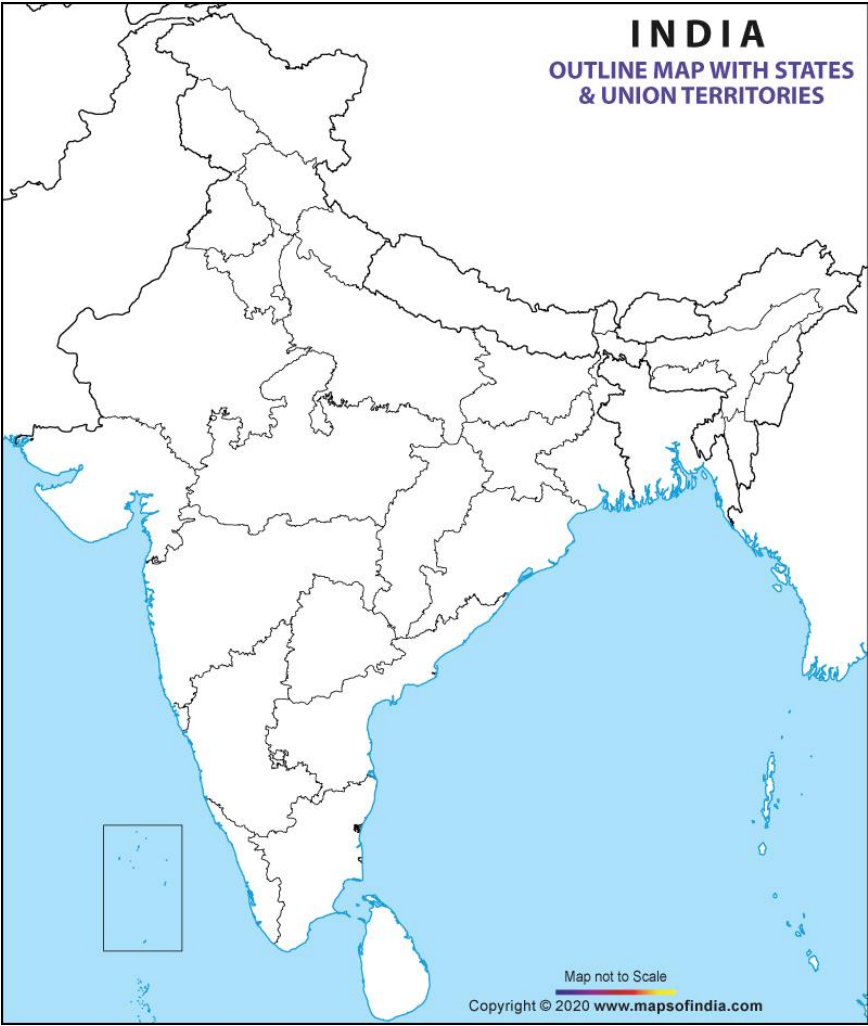 INDIA
OUTLINE MAP WITH STATES
& UNION TERRITORIES
Map not to Scale
Copyright © 2020 www.mapsofindia.com